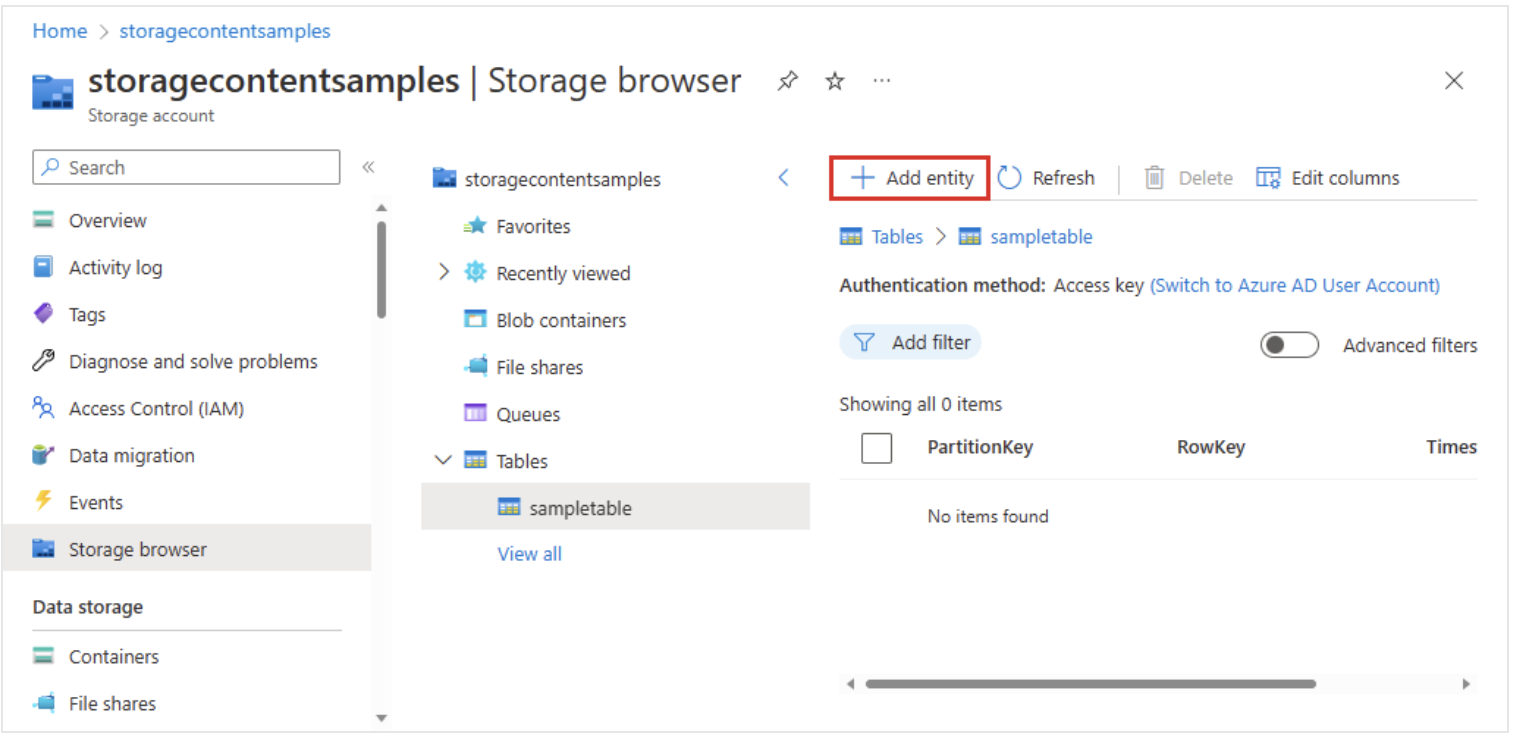 Home > storagecontentsamples
storagecontentsamples | Storage browser
Storage account
Search
Overview
Activity log
Tags
Diagnose and solve problems
Access Control (IAM)
Data migration
Events
Storage browser
Data storage
Containers
File shares
storagecontentsamples
Favorites
Recently viewed
Blob containers
File shares
Queues
Tables
sampletable
View all
Add entity Refresh Delete Edit columns
Tables > sampletable
Authentication method: Access key (Switch to Azure AD User Account)
Add filter Advanced filters
Showing all 0 items
PartitionKey RowKey Times
No items found